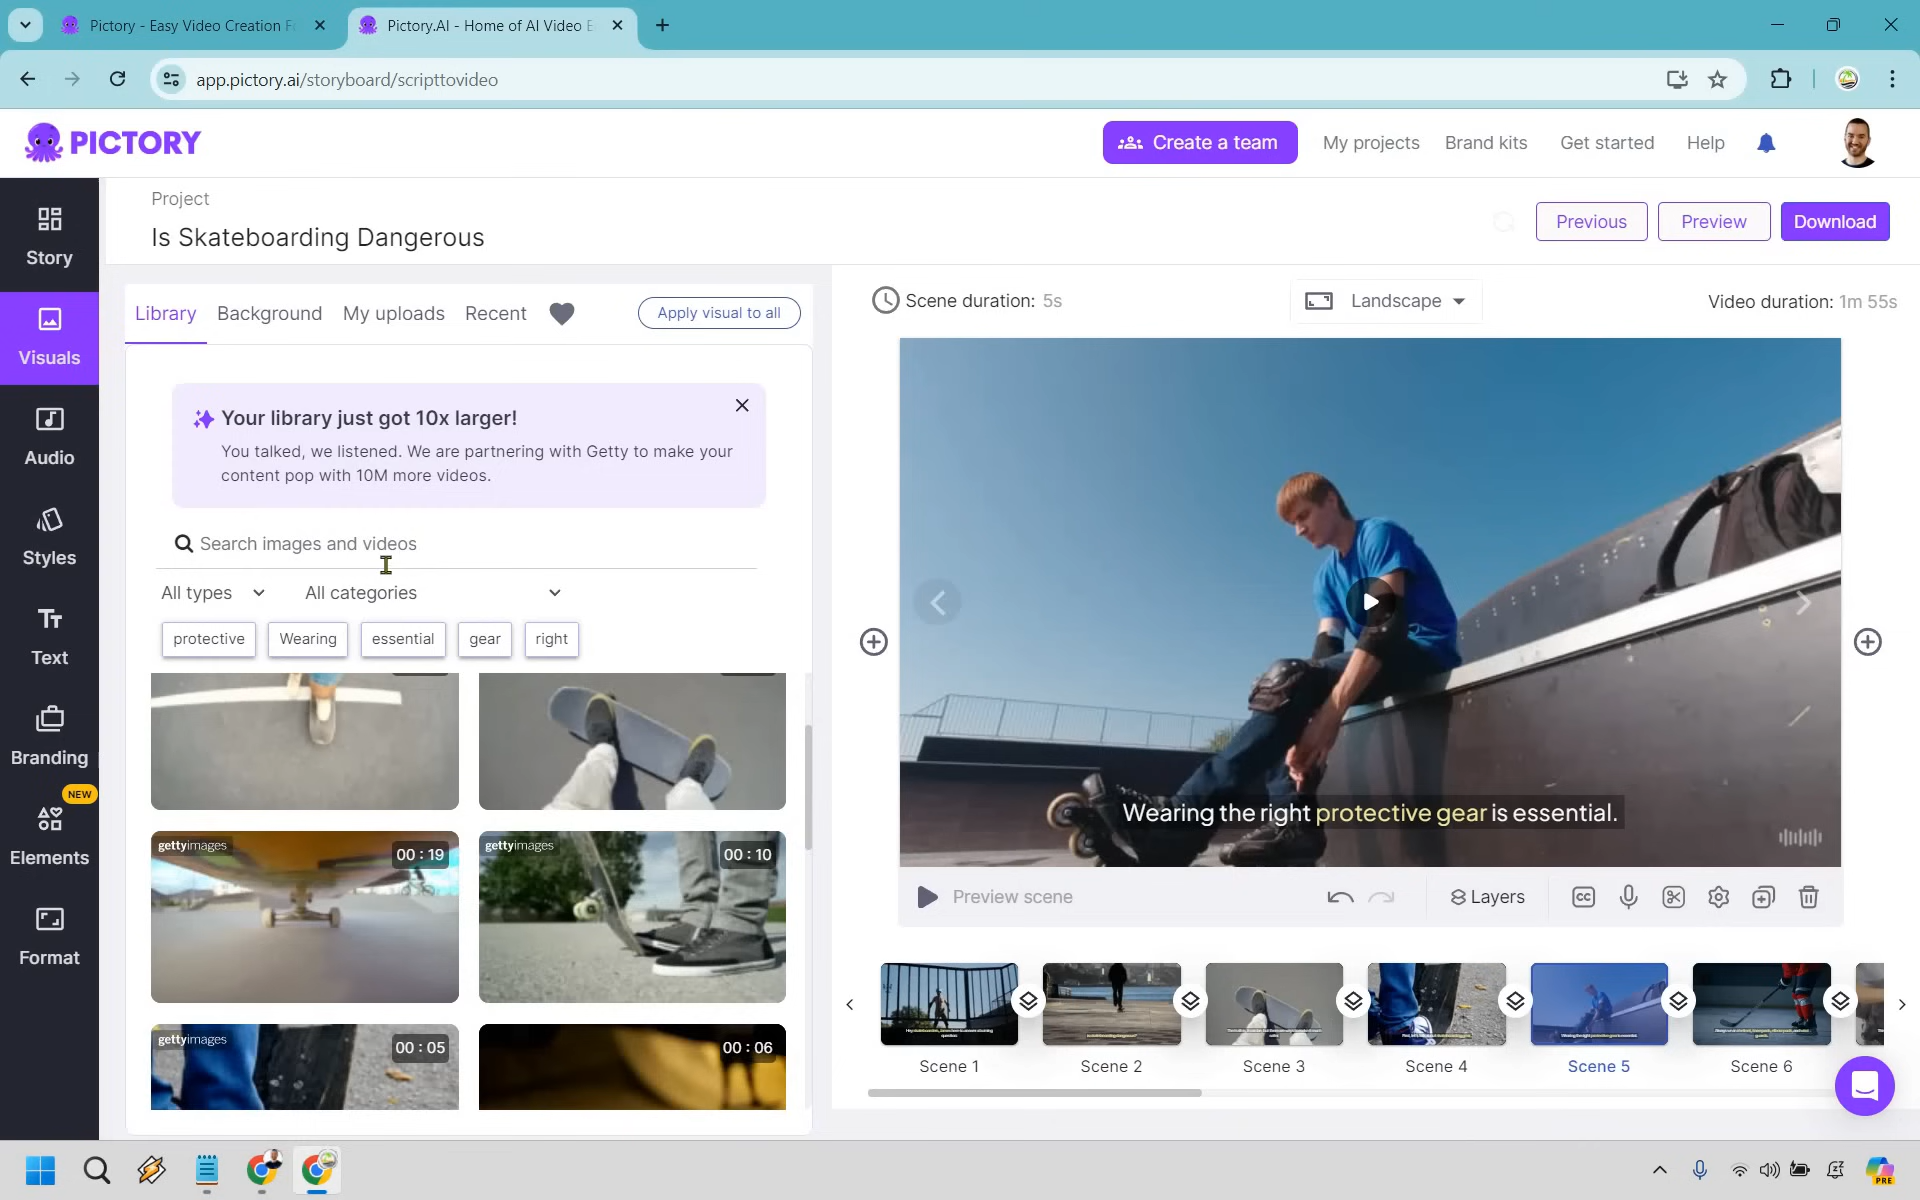 Pictory - Easy Video Creation F
Pictory.AI - Home of AI Video E
app.pictory.ai/storyboard/scripttovideo
PICTORY
Create a team
My projects
Brand kits
Get started
Help
Project
Is Skateboarding Dangerous
Previous
Preview
Download
Story
Visuals
Audio
Styles
Text
Branding
NEW
Elements
Format
Library
Background
My uploads
Recent
Apply visual to all
Your library just got 10x larger!
You talked, we listened. We are partnering with Getty to make your
content pop with 10M more videos.
Search images and videos
All types
All categories
protective
Wearing
essential
gear
right
gettyimages
00 : 19
gettyimages
00 : 10
gettyimages
00 : 05
00 : 06
Scene duration: 5s
Landscape
Video duration: 1m 55s
Wearing the right protective gear is essential.
Preview scene
Layers
CC
Scene 1
Scene 2
Scene 3
Scene 4
Scene 5
Scene 6
PRE